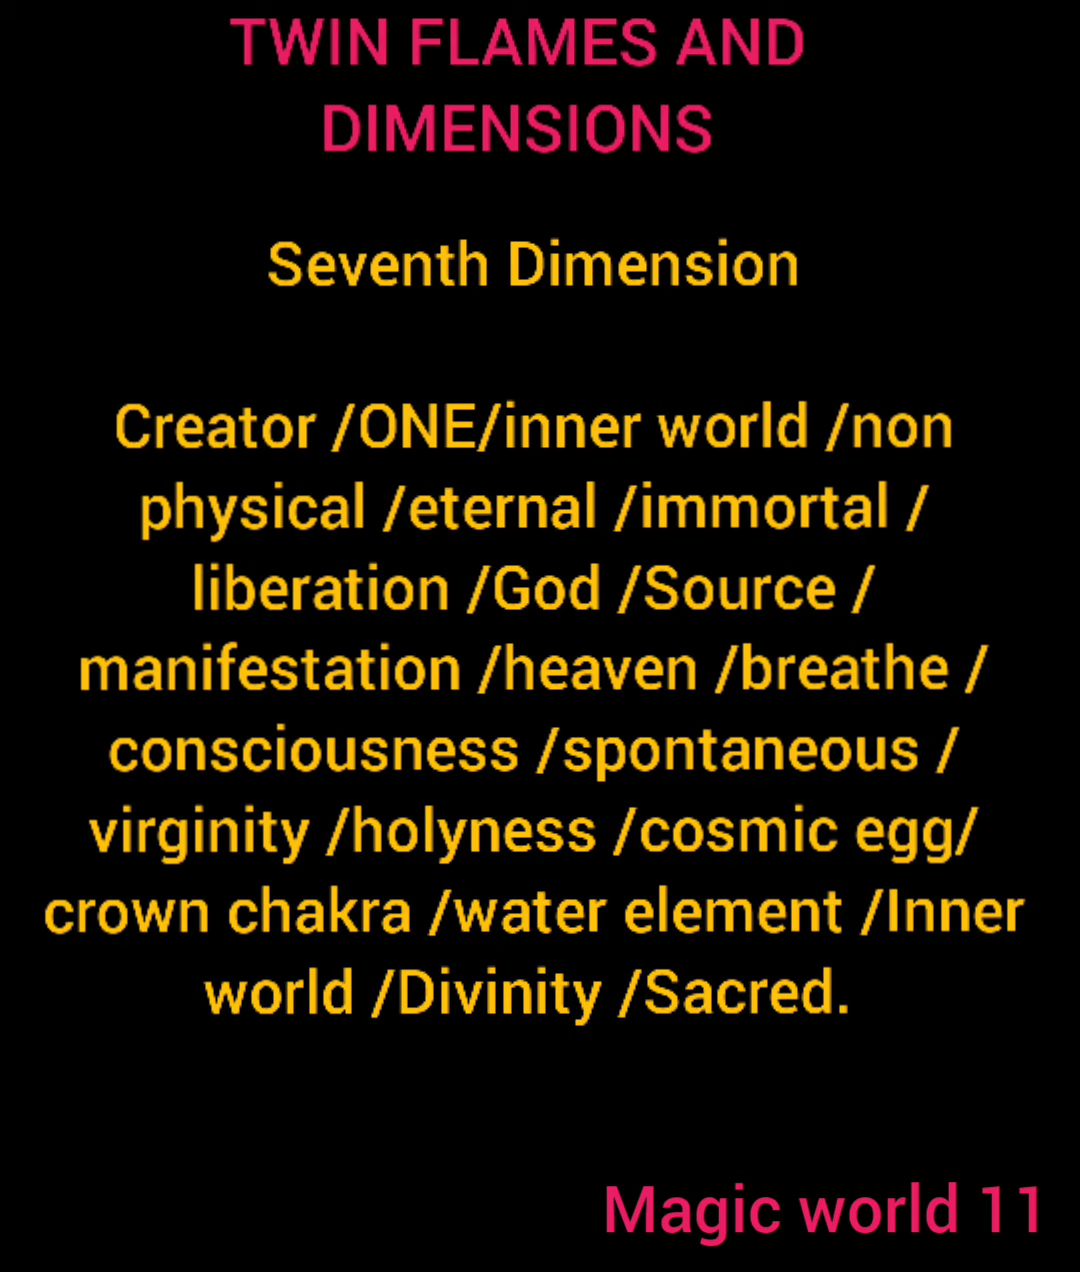 TWIN FLAMES AND
DIMENSIONS
Seventh Dimension
Creator /ONE/inner world /non
physical /eternal /immortal /
liberation /God /Source /
manifestation /heaven /breathe /
consciousness /spontaneous /
virginity /holyness /cosmic egg/
crown chakra /water element /Inner
world /Divinity /Sacred.
Magic world 11